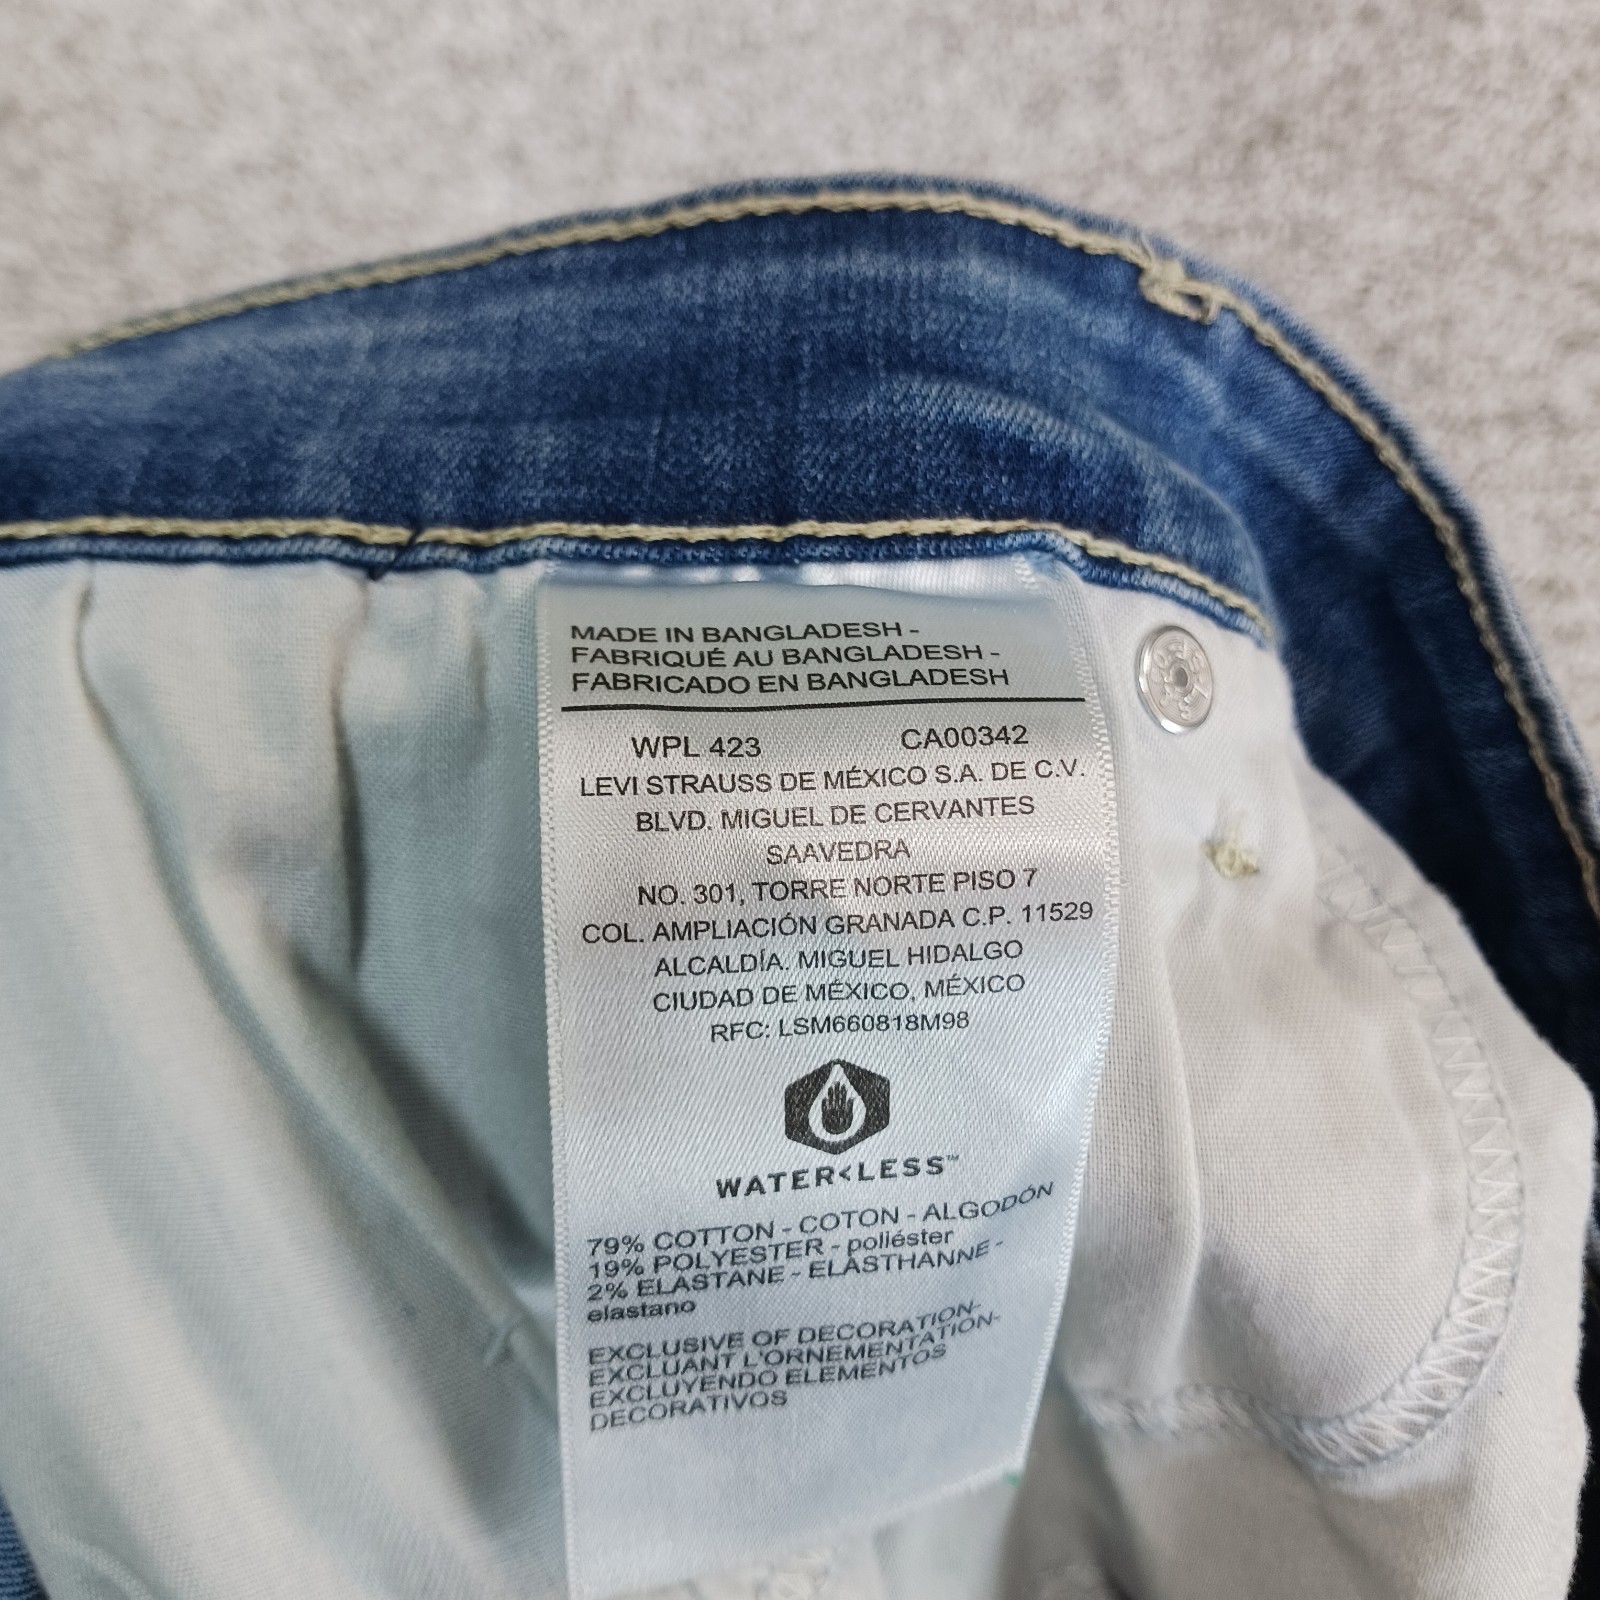 MADE IN BANGLADESH -
FABRIQUÉ AU BANGLADESH -
FABRICADO EN BANGLADESH
WPL 423 CA00342
LEVI STRAUSS DE MÉXICO S.A. DE C.V.
BLVD. MIGUEL DE CERVANTES
SAAVEDRA
NO. 301, TORRE NORTE PISO 7
COL. AMPLIACIÓN GRANADA C.P. 11529
ALCALDÍA. MIGUEL HIDALGO
CIUDAD DE MÉXICO, MÉXICO
RFC: LSM660818M98
WATER<LESS™
79% COTTON - COTON - ALGODÓN
19% POLYESTER - poliéster
2% ELASTANE - ELASTHANNE -
elastano
EXCLUSIVE OF DECORATION-
EXCLUANT L'ORNEMENTATION-
EXCLUYENDO ELEMENTOS
DECORATIVOS